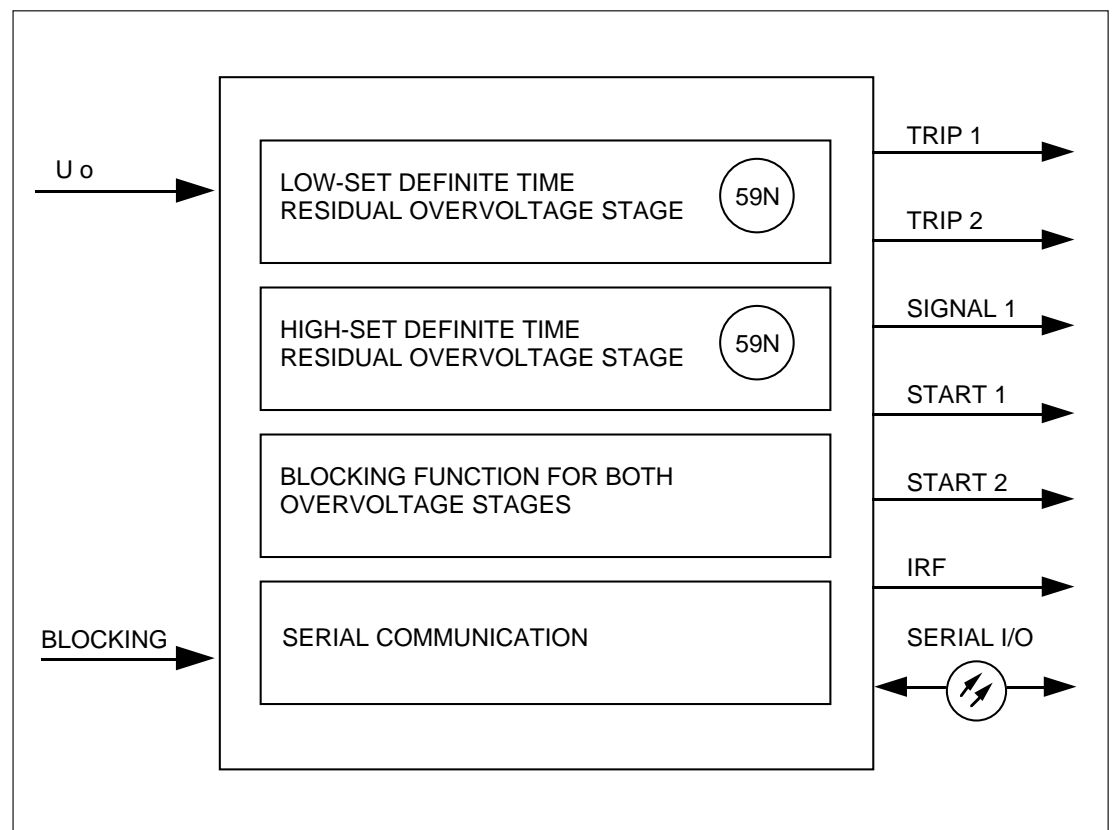 U o
BLOCKING
LOW-SET DEFINITE TIME
RESIDUAL OVERVOLTAGE STAGE
59N
HIGH-SET DEFINITE TIME
RESIDUAL OVERVOLTAGE STAGE
59N
BLOCKING FUNCTION FOR BOTH
OVERVOLTAGE STAGES
SERIAL COMMUNICATION
TRIP 1
TRIP 2
SIGNAL 1
START 1
START 2
IRF
SERIAL I/O